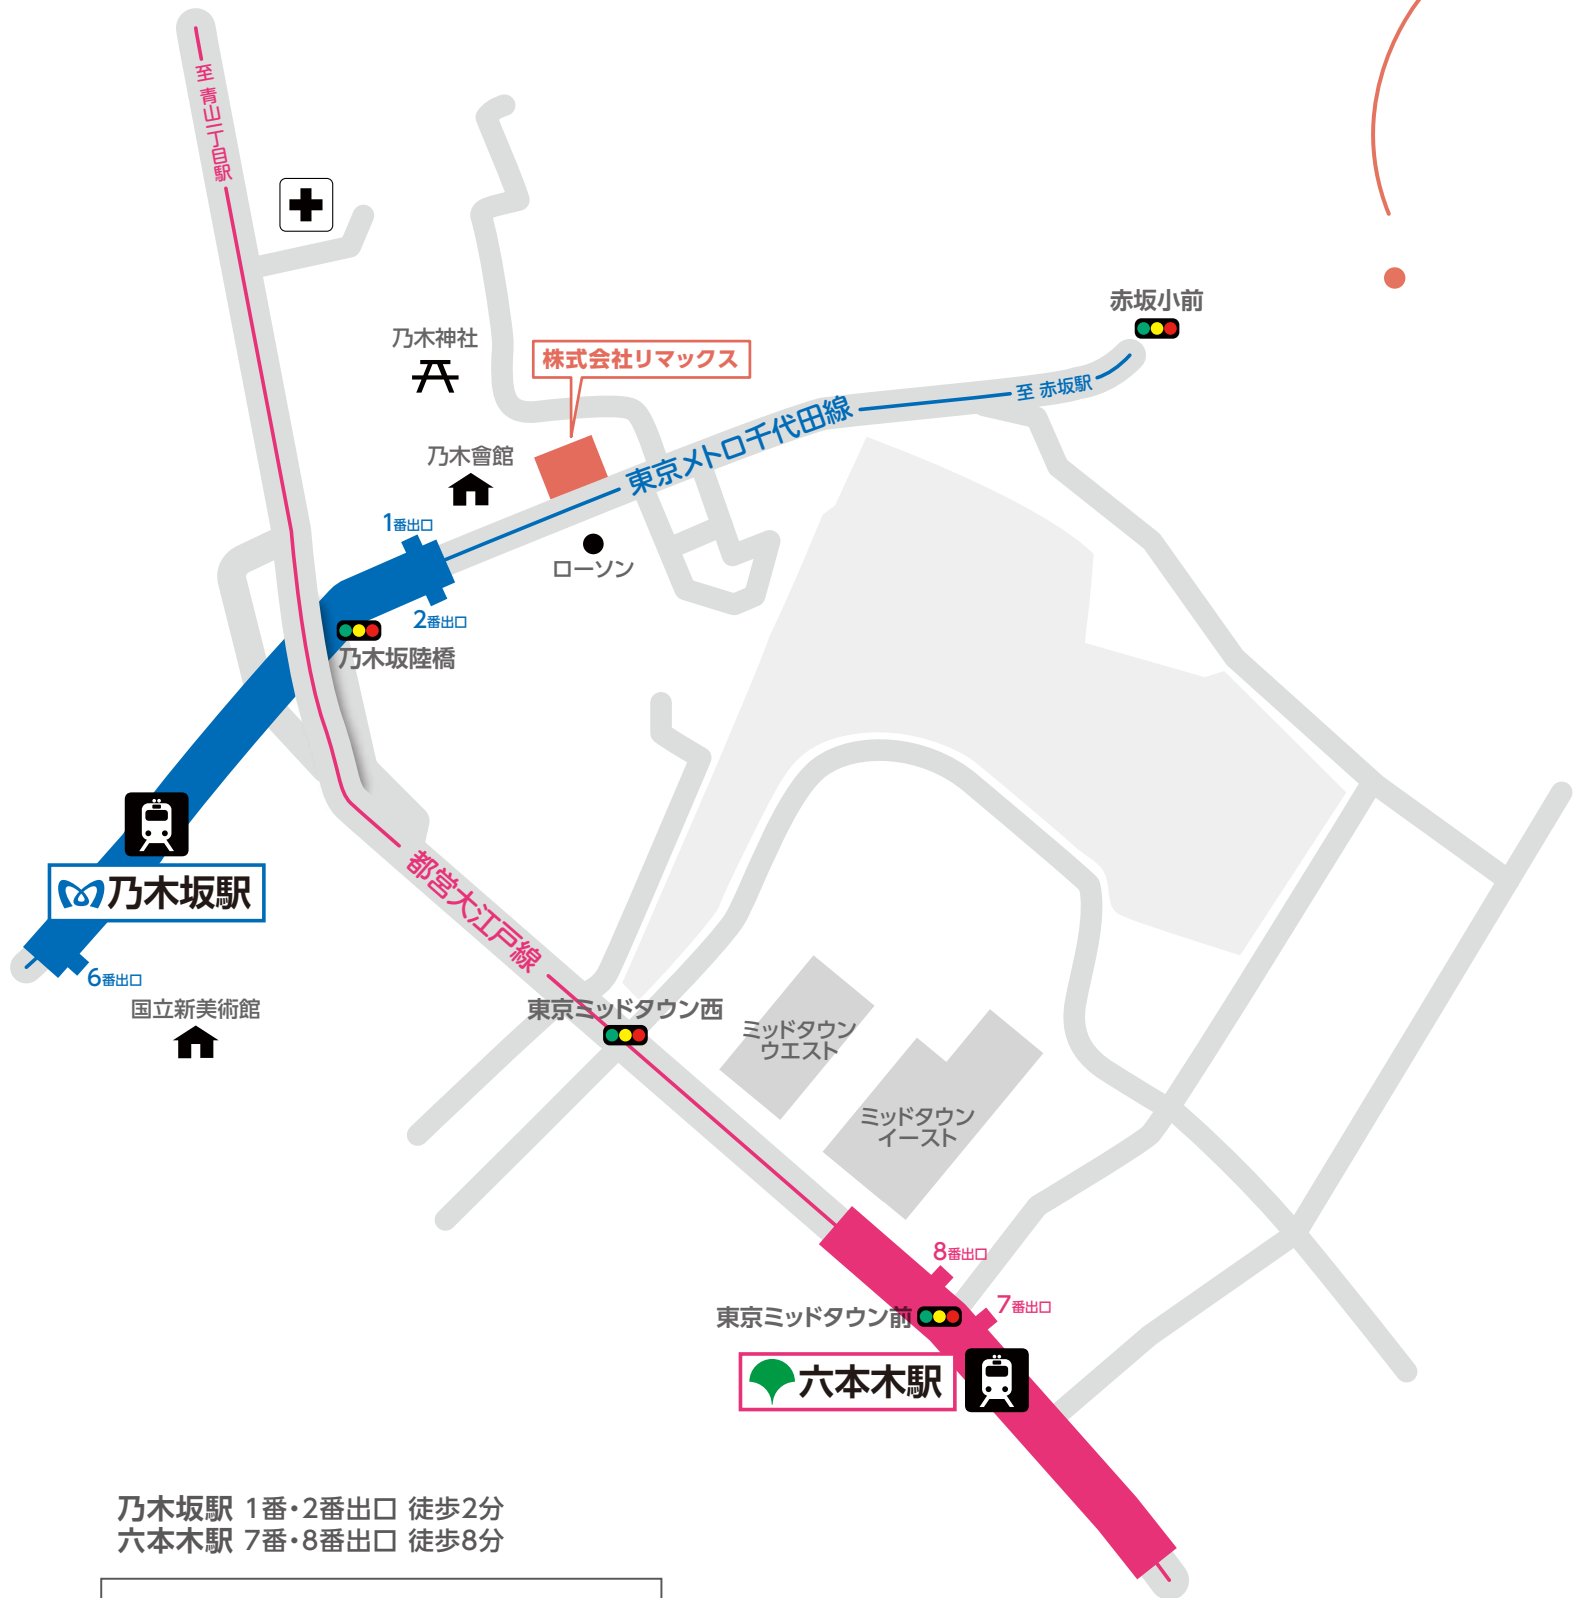 至 青山一丁目駅
赤坂小前
乃木神社
株式会社リマックス
至 赤坂駅
東京メトロ千代田線
乃木會館
1番出口
ローソン
2番出口
乃木坂陸橋
乃木坂駅
都営大江戸線
6番出口
国立新美術館
東京ミッドタウン西
ミッドタウン
ウエスト
ミッドタウン
イースト
8番出口
7番出口
東京ミッドタウン前
六本木駅
乃木坂駅 1番・2番出口 徒歩2分
六本木駅 7番・8番出口 徒歩8分